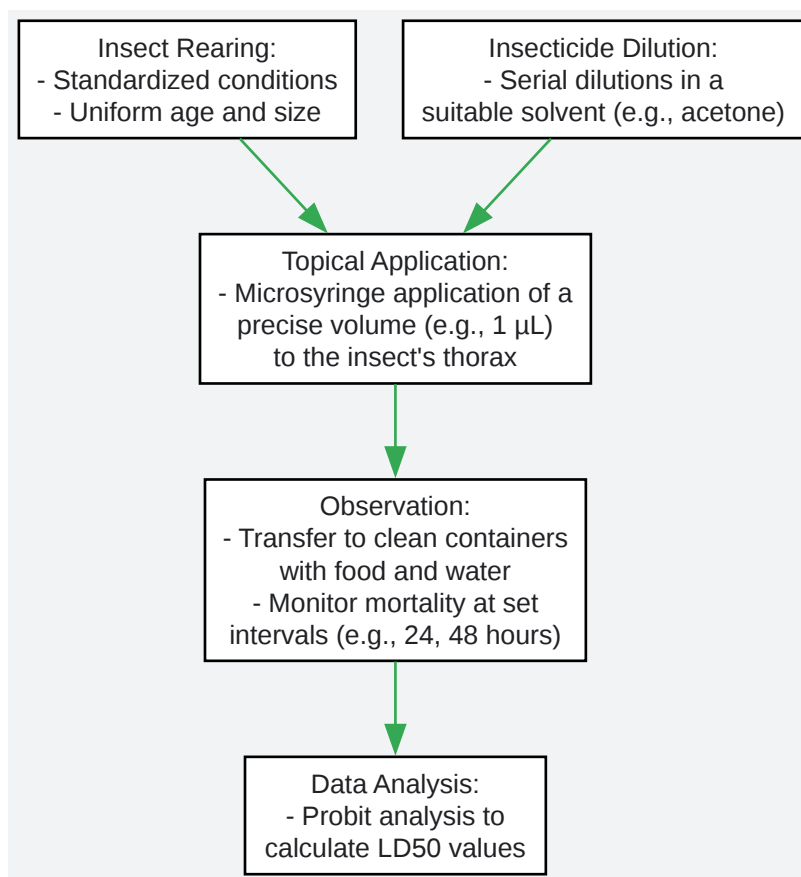 Insect Rearing:
- Standardized conditions
- Uniform age and size
Insecticide Dilution:
- Serial dilutions in a
suitable solvent (e.g., acetone)
Topical Application:
- Microsyringe application of a
precise volume (e.g., 1 µL)
to the insect's thorax
Observation:
- Transfer to clean containers
with food and water
- Monitor mortality at set
intervals (e.g., 24, 48 hours)
Data Analysis:
- Probit analysis to
calculate LD50 values